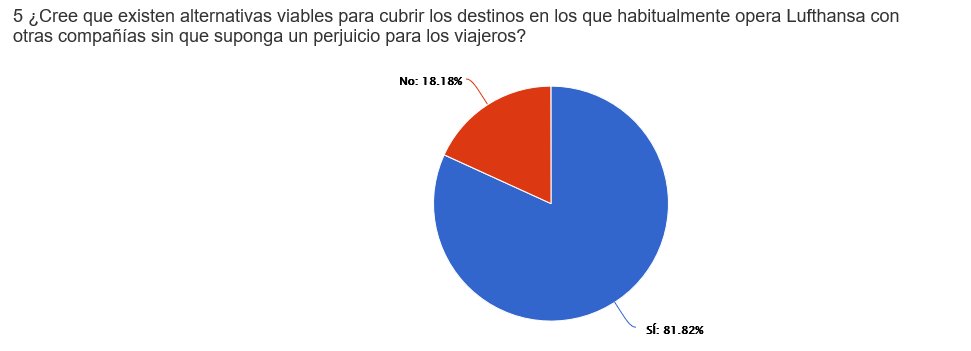 5 ¿Cree que existen alternativas viables para cubrir los destinos en los que habitualmente opera Lufthansa con
otras compañías sin que suponga un perjuicio para los viajeros?
No: 18.18%
SÍ: 81.82%